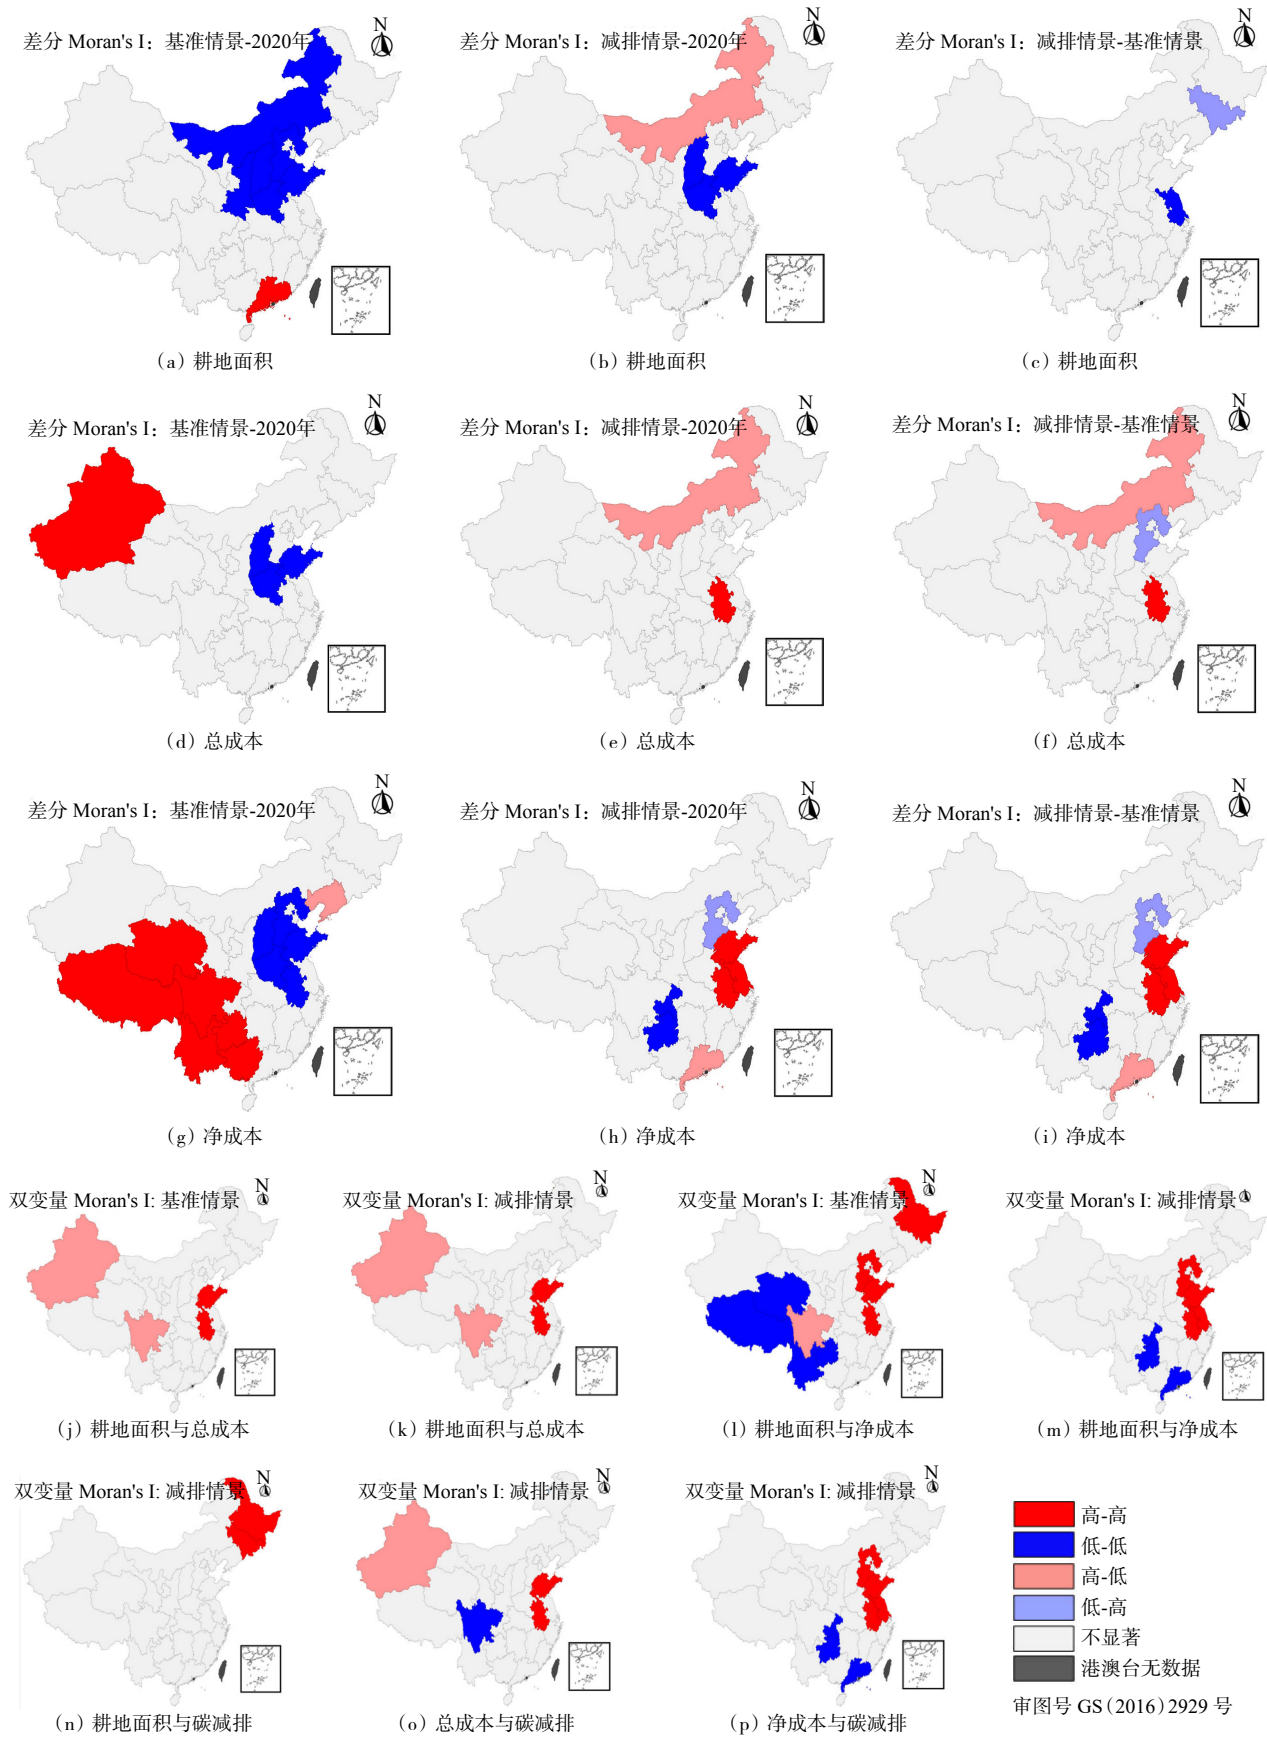 差分 Moran's I：基准情景-2020年
N
差分 Moran's I：减排情景-2020年
N
差分 Moran's I：减排情景-基准情景
N
（a）耕地面积
（b）耕地面积
（c）耕地面积
差分 Moran's I：基准情景-2020年
N
差分 Moran's I：减排情景-2020年
N
差分 Moran's I：减排情景-基准情景
N
（d）总成本
（e）总成本
（f）总成本
差分 Moran's I：基准情景-2020年
N
差分 Moran's I：减排情景-2020年
N
差分 Moran's I：减排情景-基准情景
N
（g）净成本
（h）净成本
（i）净成本
双变量 Moran's I: 基准情景
N
双变量 Moran's I: 减排情景
N
双变量 Moran's I: 基准情景
N
双变量 Moran's I: 减排情景
（j）耕地面积与总成本
（k）耕地面积与总成本
（l）耕地面积与净成本
（m）耕地面积与净成本
双变量 Moran's I: 减排情景
N
双变量 Moran's I: 减排情景
N
双变量 Moran's I: 减排情景
N
（n）耕地面积与碳减排
（o）总成本与碳减排
（p）净成本与碳减排
高-高
低-低
高-低
低-高
不显著
港澳台无数据
审图号 GS（2016）2929 号